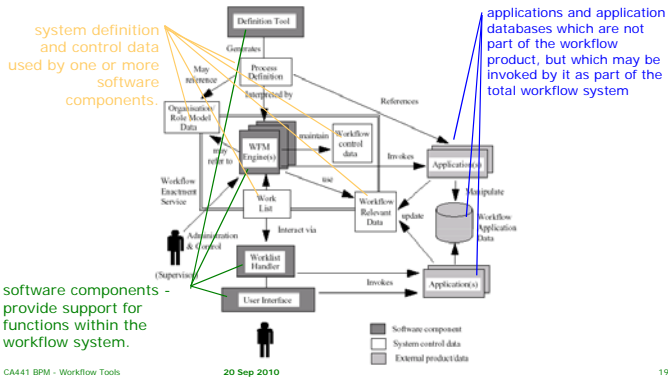 system definition
and control data
used by one or more
software
components.
applications and application
databases which are not
part of the workflow
product, but which may be
invoked by it as part of the
total workflow system
Definition Tool
Generates
May
reference
Process
Definition
Interpreted by
References
Organisation/
Role Model
Data
may
refer to
WFM
Engine(s)
maintain
Workflow
control
data
Invokes
Application(s)
Workflow
Enactment
Service
use
Work
List
Workflow
Relevant
Data
Manipulate
update
Workflow
Application
Data
Administration
& Control
(Supervisor)
Interact via
Worklist
Handler
Invokes
Application(s)
User Interface
software components -
provide support for
functions within the
workflow system.
Software component
System control data
External product/data
CA441 BPM - Workflow Tools
20 Sep 2010
19